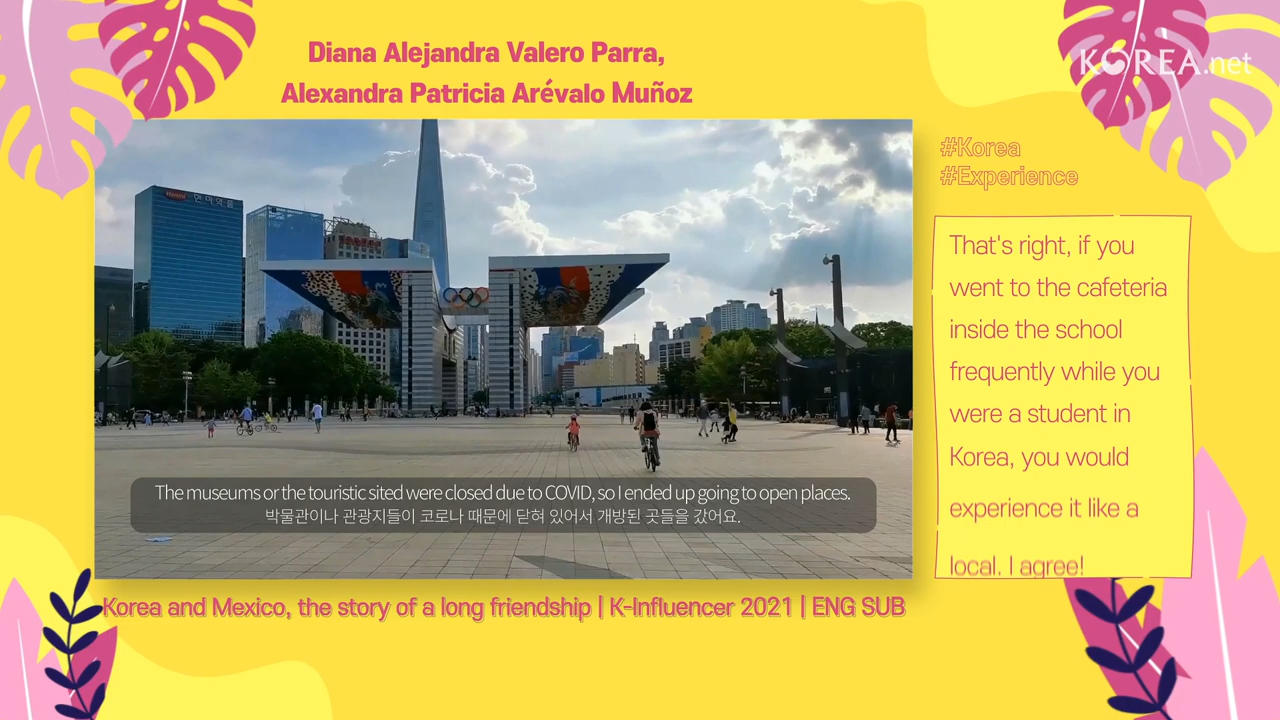 Diana Alejandra Valero Parra,
Alexandra Patricia Arévalo Muñoz
KOREA.net
#Korea
#Experience
That's right, if you
went to the cafeteria
inside the school
frequently while you
were a student in
Korea, you would
experience it like a
local. I agree!
Hanmi 한미약품
The museums or the touristic sited were closed due to COVID, so I ended up going to open places.
박물관이나 관광지들이 코로나 때문에 닫혀 있어서 개방된 곳들을 갔어요.
Korea and Mexico, the story of a long friendship | K-Influencer 2021 | ENG SUB